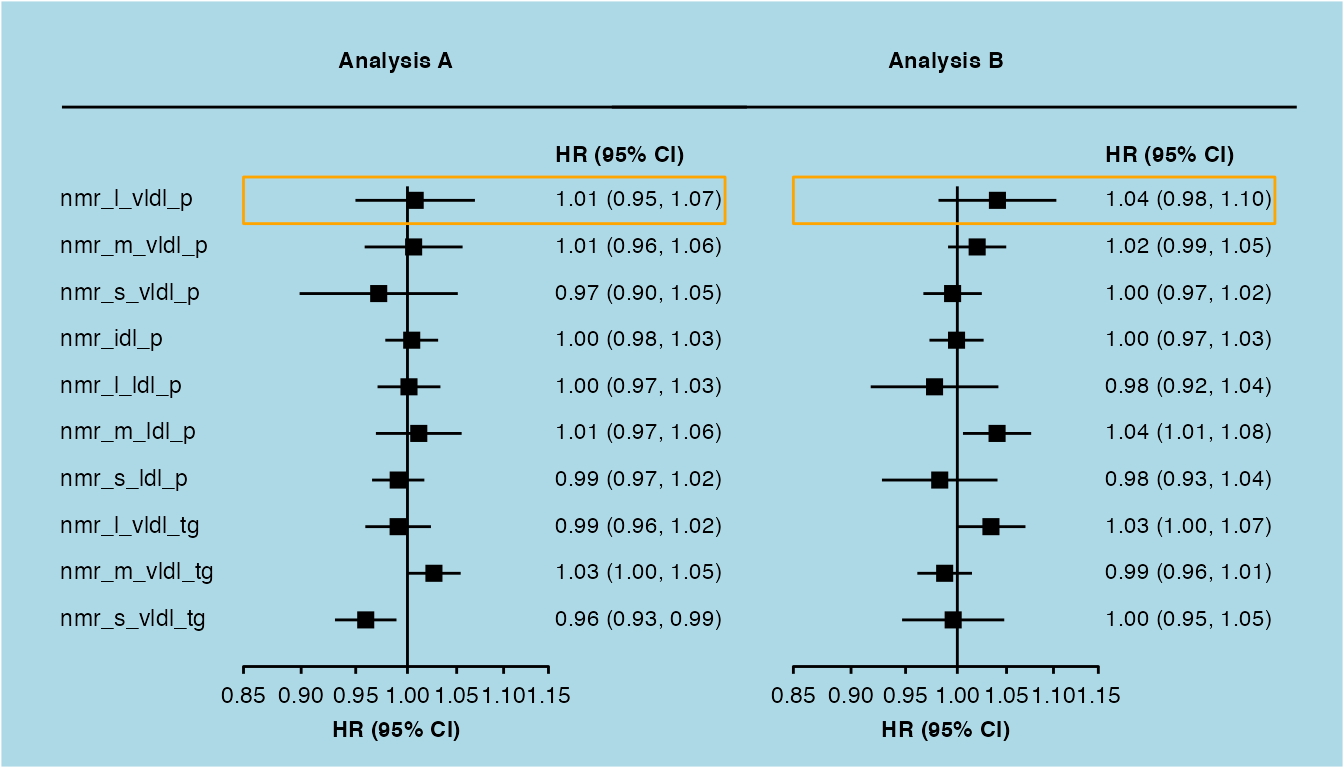 Analysis A Analysis B
HR (95% CI) HR (95% CI)
nmr_l_vldl_p 1.01 (0.95, 1.07) 1.04 (0.98, 1.10)
nmr_m_vldl_p 1.01 (0.96, 1.06) 1.02 (0.99, 1.05)
nmr_s_vldl_p 0.97 (0.90, 1.05) 1.00 (0.97, 1.02)
nmr_idl_p 1.00 (0.98, 1.03) 1.00 (0.97, 1.03)
nmr_l_ldl_p 1.00 (0.97, 1.03) 0.98 (0.92, 1.04)
nmr_m_ldl_p 1.01 (0.97, 1.06) 1.04 (1.01, 1.08)
nmr_s_ldl_p 0.99 (0.97, 1.02) 0.98 (0.93, 1.04)
nmr_l_vldl_tg 0.99 (0.96, 1.02) 1.03 (1.00, 1.07)
nmr_m_vldl_tg 1.03 (1.00, 1.05) 0.99 (0.96, 1.01)
nmr_s_vldl_tg 0.96 (0.93, 0.99) 1.00 (0.95, 1.05)
0.85 0.90 0.95 1.00 1.05 1.10 1.15 0.85 0.90 0.95 1.00 1.05 1.10 1.15
HR (95% CI) HR (95% CI)